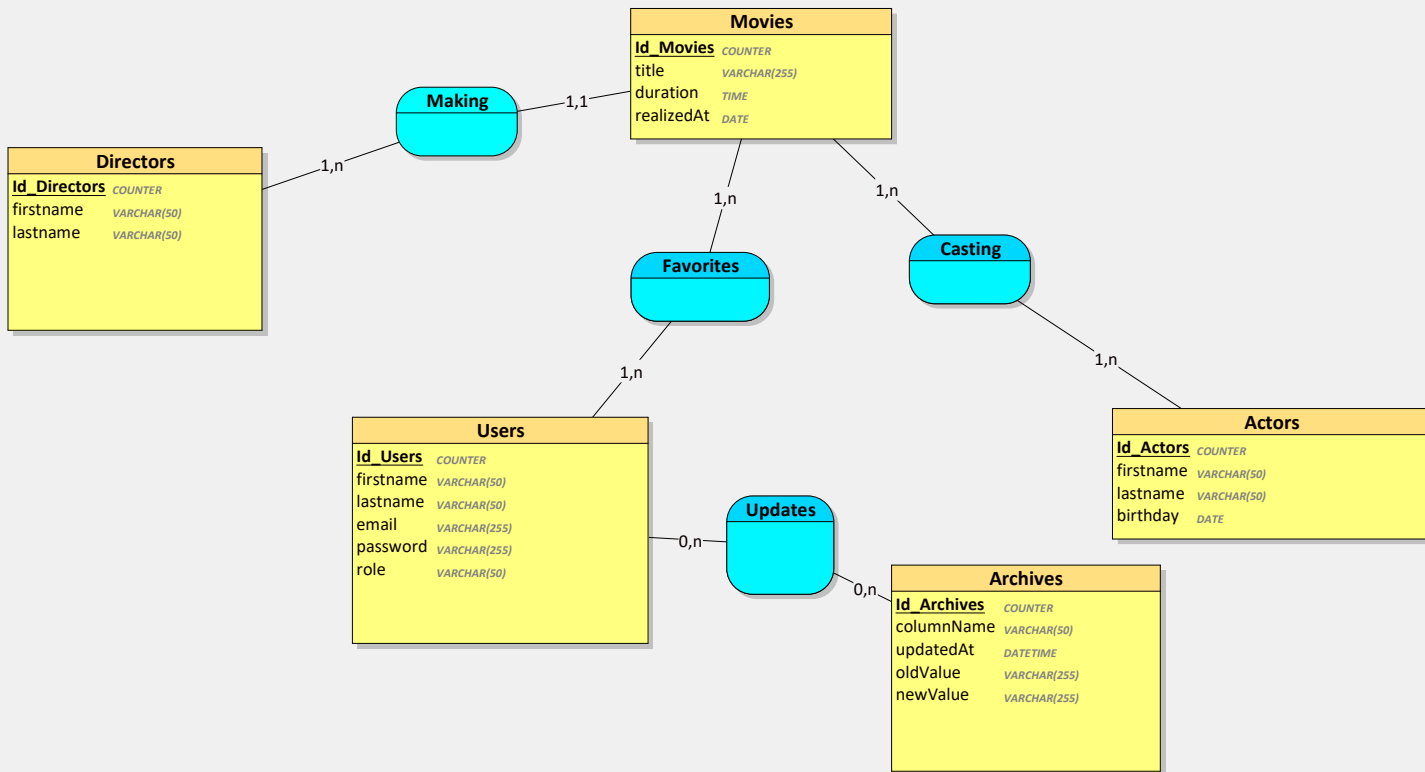 Movies
Id_Movies COUNTER
title VARCHAR(255)
duration TIME
realizedAt DATE
Making
1,1
1,n
Directors
Id_Directors COUNTER
firstname VARCHAR(50)
lastname VARCHAR(50)
1,n
1,n
Favorites
Casting
1,n
1,n
Users
Id_Users COUNTER
firstname VARCHAR(50)
lastname VARCHAR(50)
email VARCHAR(255)
password VARCHAR(255)
role VARCHAR(50)
Actors
Id_Actors COUNTER
firstname VARCHAR(50)
lastname VARCHAR(50)
birthday DATE
Updates
0,n
0,n
Archives
Id_Archives COUNTER
columnName VARCHAR(50)
updatedAt DATETIME
oldValue VARCHAR(255)
newValue VARCHAR(255)